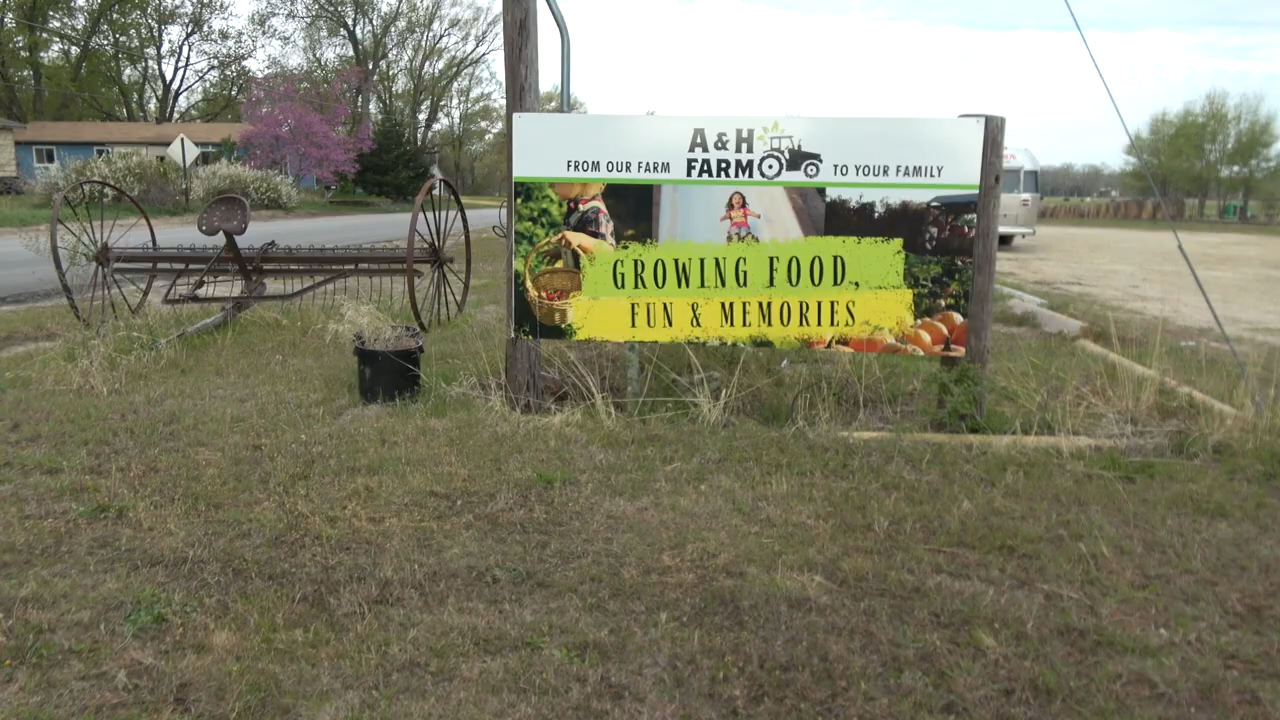 A & H
FROM OUR FARM FARM TO YOUR FAMILY
GROWING FOOD,
FUN & MEMORIES